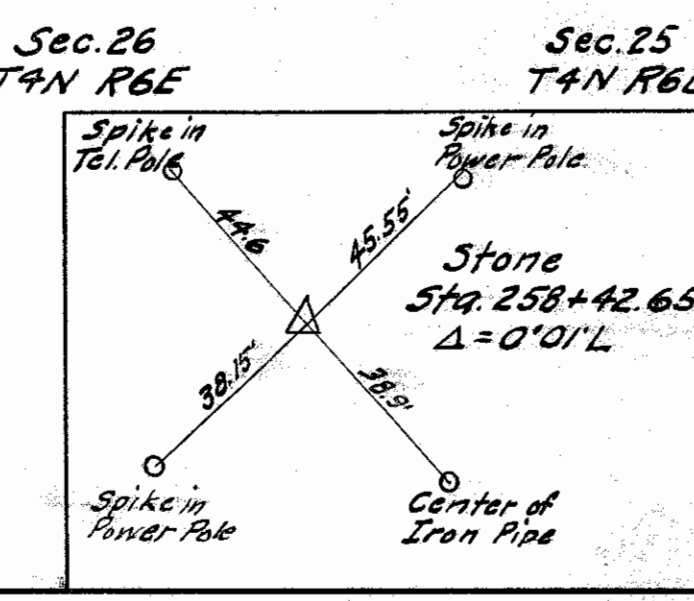 Sec. 26
T4N R6E
Sec. 25
T4N R6E
Spike in
Tel. Pole
Spike in
Power Pole
44.6
45.55'
Stone
Sta. 258+42.65
Δ = 0°01' L
38.15'
38.9'
Spike in
Power Pole
Center of
Iron Pipe